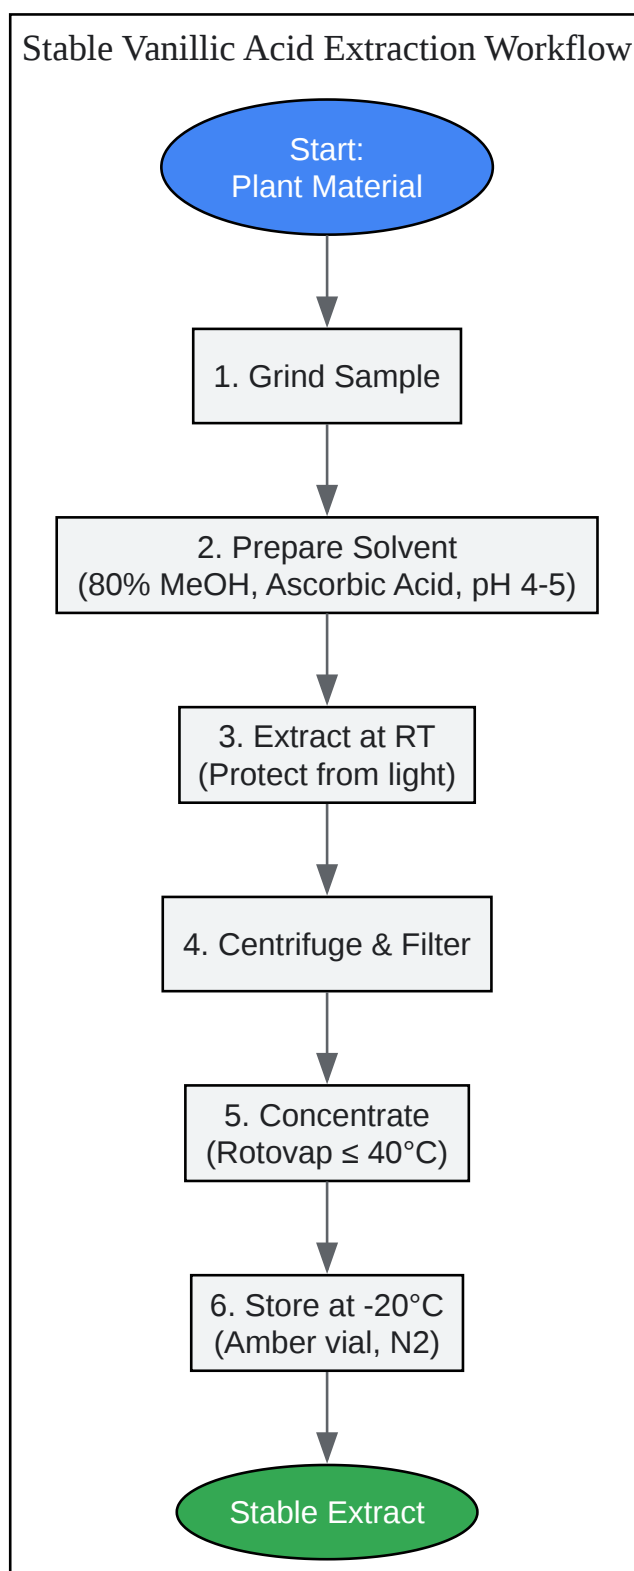 Stable Vanillic Acid Extraction Workflow
Start:
Plant Material
1. Grind Sample
2. Prepare Solvent
(80% MeOH, Ascorbic Acid, pH 4-5)
3. Extract at RT
(Protect from light)
4. Centrifuge & Filter
5. Concentrate
(Rotovap ≤ 40°C)
6. Store at -20°C
(Amber vial, N2)
Stable Extract